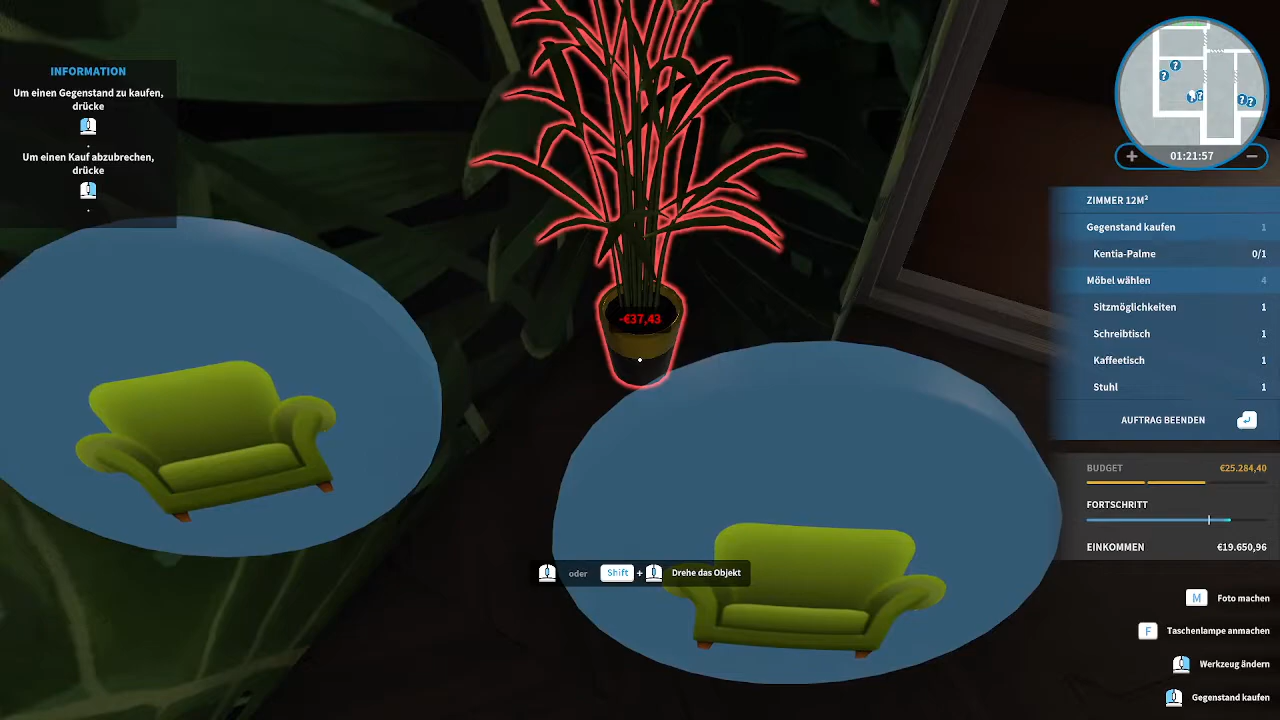 INFORMATION
Um einen Gegenstand zu kaufen,
drücke
.
Um einen Kauf abzubrechen,
drücke
.
-€37,43
oder Shift + Drehe das Objekt
? ?
? ?
? ?
+ 01:21:57 −
ZIMMER 12M²
Gegenstand kaufen 1
Kentia-Palme 0/1
Möbel wählen 4
Sitzmöglichkeiten 1
Schreibtisch 1
Kaffeetisch 1
Stuhl 1
AUFTRAG BEENDEN
BUDGET €25.284,40
FORTSCHRITT
EINKOMMEN €19.650,96
M Foto machen
F Taschenlampe anmachen
Werkzeug ändern
Gegenstand kaufen